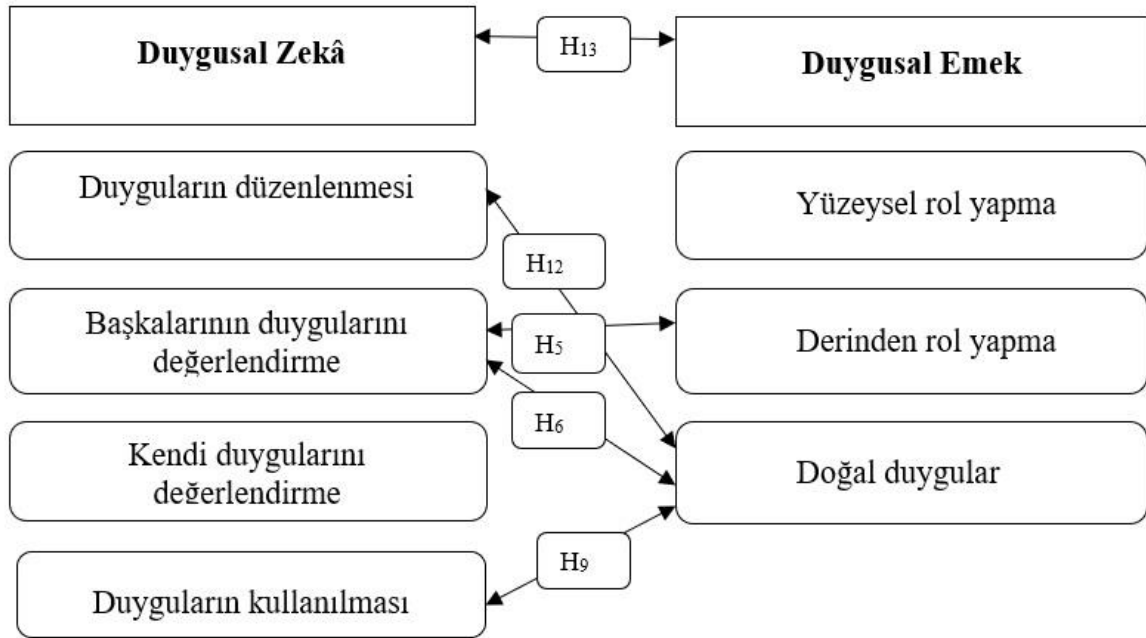 Duygusal Zekâ
H13
Duygusal Emek
Duyguların düzenlenmesi
Yüzeysel rol yapma
H12
Başkalarının duygularını
değerlendirme
H5
Derinden rol yapma
H6
Kendi duygularını
değerlendirme
Doğal duygular
H9
Duyguların kullanılması